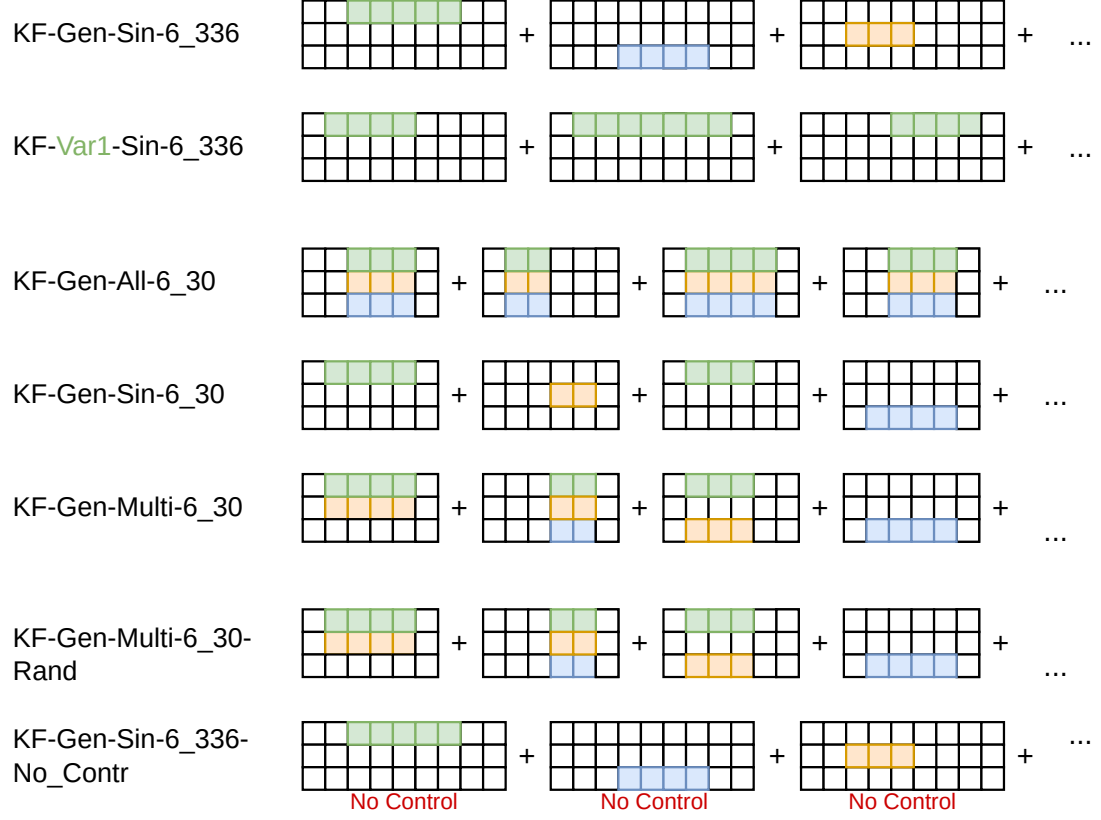 KF-Gen-Sin-6_336 + + + ...
KF-Var1-Sin-6_336 + + + ...
KF-Gen-All-6_30 + + + + ...
KF-Gen-Sin-6_30 + + + + ...
KF-Gen-Multi-6_30 + + + + ...
KF-Gen-Multi-6_30-
Rand + + + + ...
KF-Gen-Sin-6_336-
No_Contr + + + ...
No Control No Control No Control